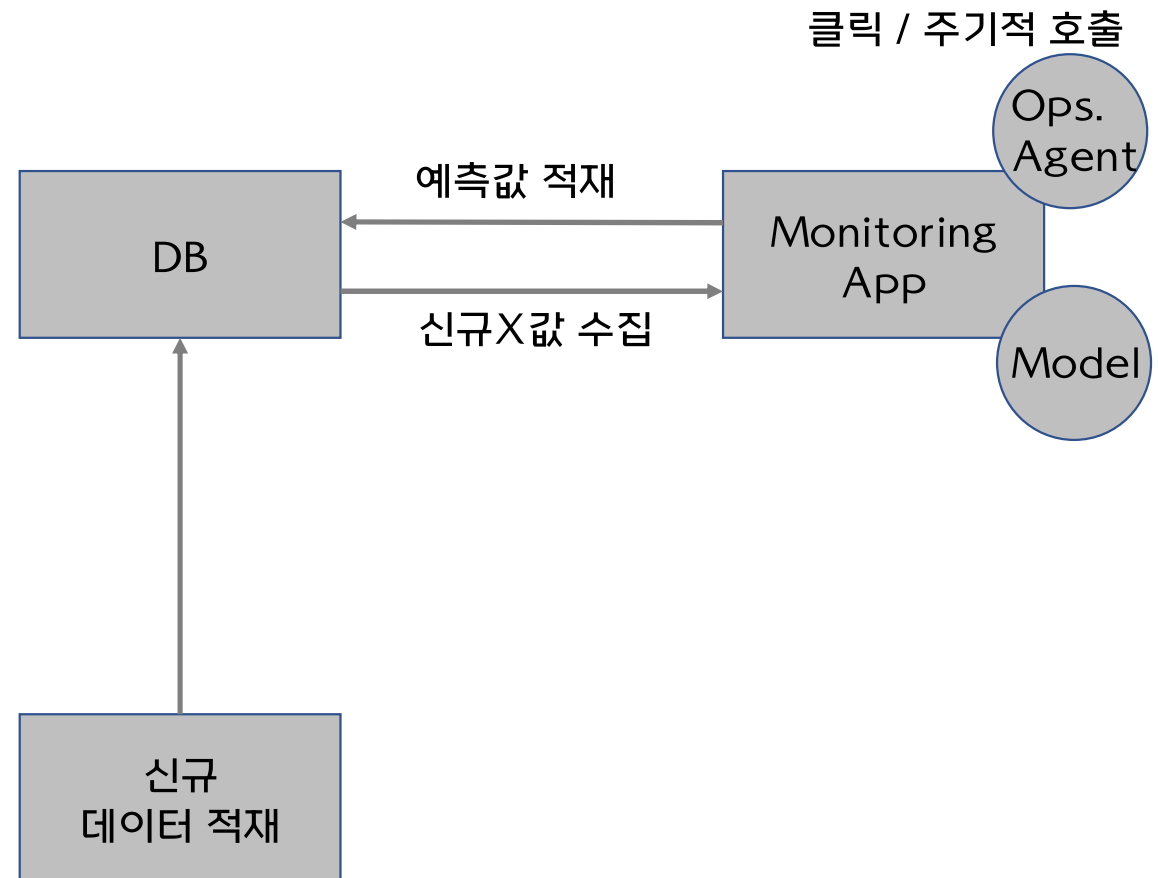 클릭 / 주기적 호출
Ops.
Agent
예측값 적재
DB
Monitoring
App
신규X값 수집
Model
신규
데이터 적재